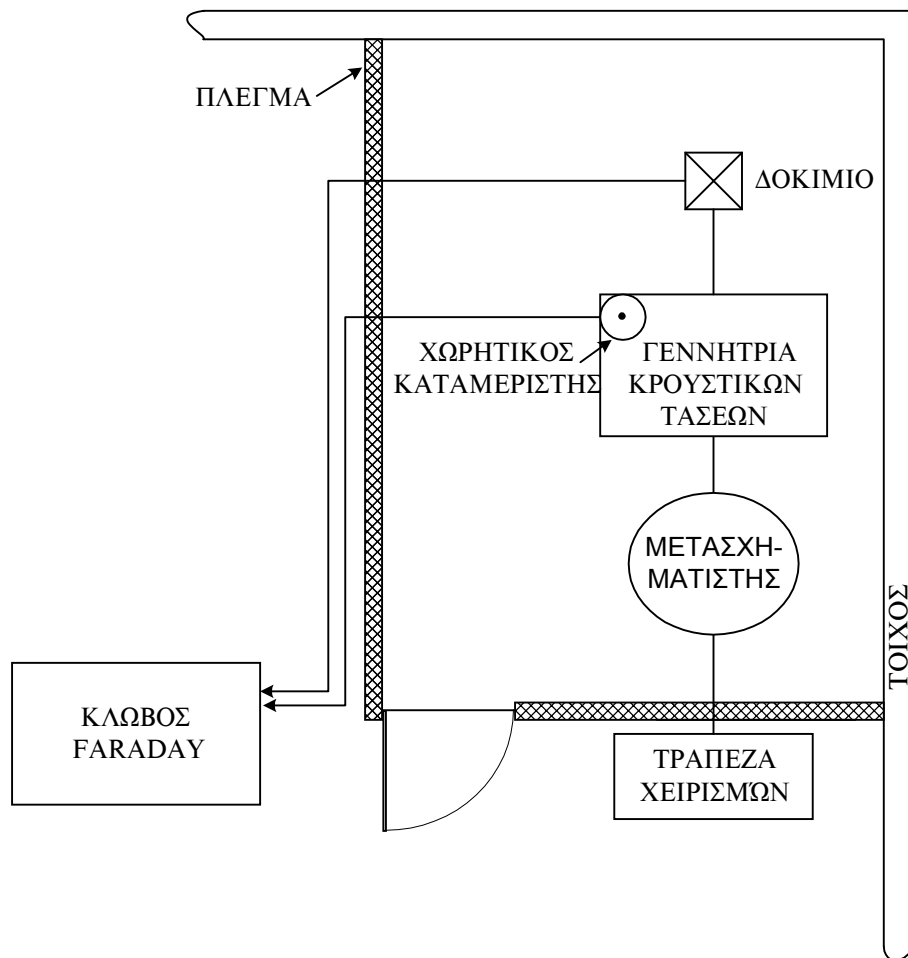 ΠΛΕΓΜΑ
ΔΟΚΙΜΙΟ
ΧΩΡΗΤΙΚΟΣ
ΚΑΤΑΜΕΡΙΣΤΗΣ
ΓΕΝΝΗΤΡΙΑ
ΚΡΟΥΣΤΙΚΩΝ
ΤΑΣΕΩΝ
ΜΕΤΑΣΧΗ-
ΜΑΤΙΣΤΗΣ
ΤΟΙΧΟΣ
ΚΛΩΒΟΣ
FARADAY
ΤΡΑΠΕΖΑ
ΧΕΙΡΙΣΜΏΝ